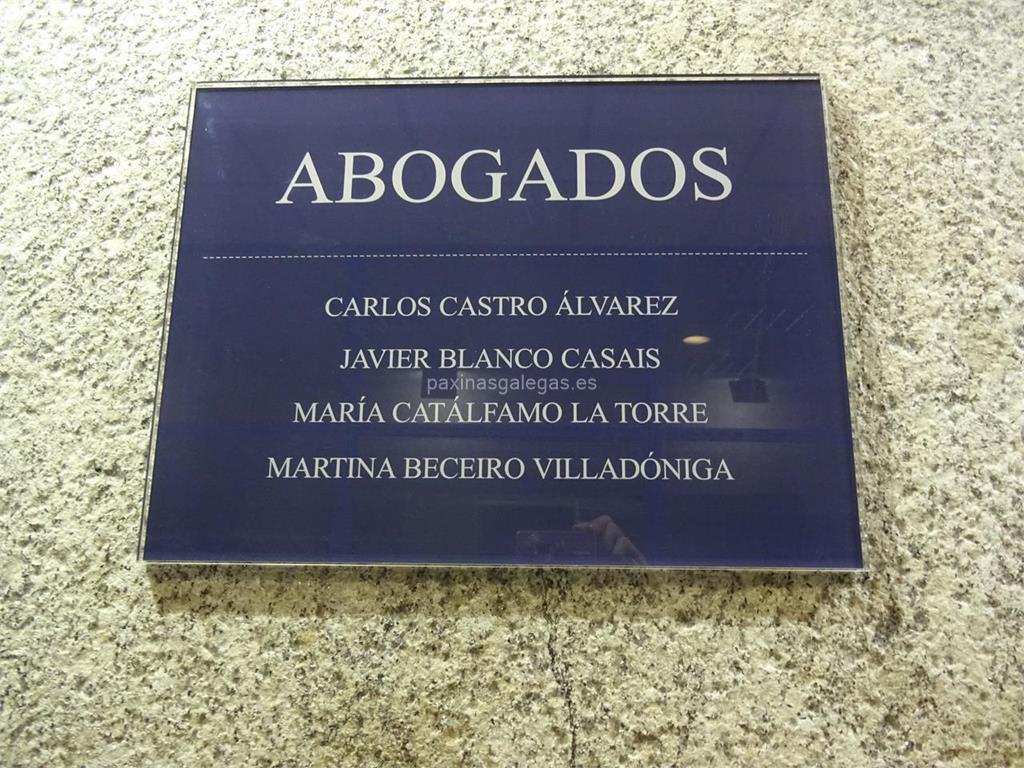 ABOGADOS
CARLOS CASTRO ÁLVAREZ
JAVIER BLANCO CASAIS
paxinasgalegas.es
MARÍA CATÁLFAMO LA TORRE
MARTINA BECEIRO VILLADÓNIGA